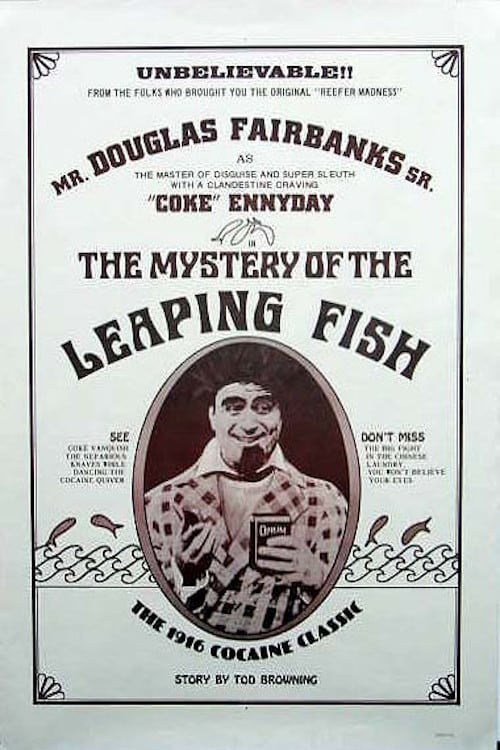 UNBELIEVABLE!!
FROM THE FOLKS WHO BROUGHT YOU THE ORIGINAL "REEFER MADNESS"
MR. DOUGLAS FAIRBANKS SR.
AS
THE MASTER OF DISGUISE AND SUPER SLEUTH
WITH A CLANDESTINE CRAVING
"COKE" ENNYDAY
IN
THE MYSTERY OF THE
LEAPING FISH
SEE
COKE VANQUISH
THE NEFARIOUS
KNAVES WHILE
DANCING THE
COCAINE QUIVER
DON'T MISS
THE BIG FIGHT
IN THE CHINESE
LAUNDRY.
YOU WON'T BELIEVE
YOUR EYES
OPIUM
THE 1916 COCAINE CLASSIC
STORY BY TOD BROWNING